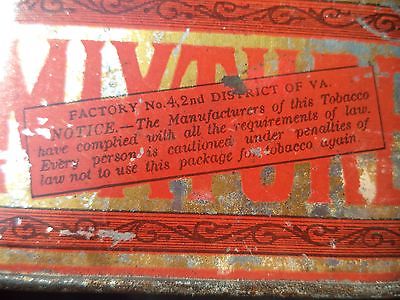 MIXTURE
FACTORY No. 4, 2nd DISTRICT OF VA.
NOTICE.—The Manufacturers of this Tobacco
have complied with all the requirements of law.
Every person is cautioned under penalties of
law not to use this package for tobacco again